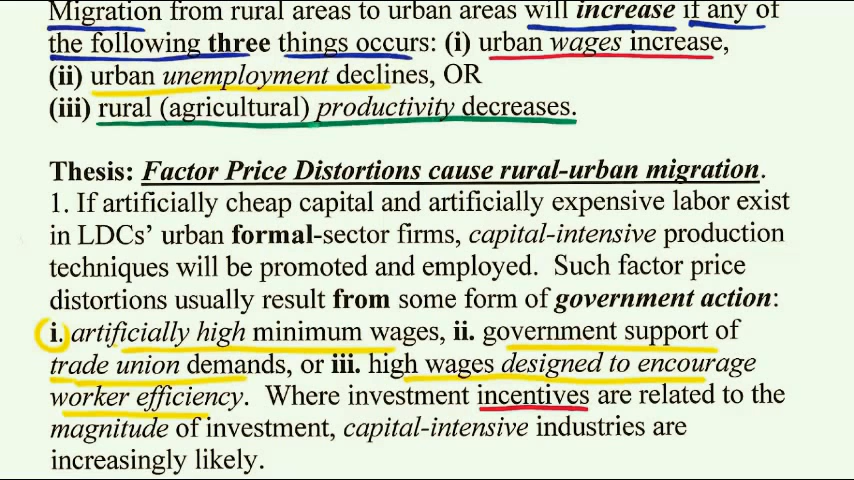 Migration from rural areas to urban areas will increase if any of
the following three things occurs: (i) urban wages increase,
(ii) urban unemployment declines, OR
(iii) rural (agricultural) productivity decreases.
Thesis: Factor Price Distortions cause rural-urban migration.
1. If artificially cheap capital and artificially expensive labor exist
in LDCs' urban formal-sector firms, capital-intensive production
techniques will be promoted and employed. Such factor price
distortions usually result from some form of government action:
i. artificially high minimum wages, ii. government support of
trade union demands, or iii. high wages designed to encourage
worker efficiency. Where investment incentives are related to the
magnitude of investment, capital-intensive industries are
increasingly likely.